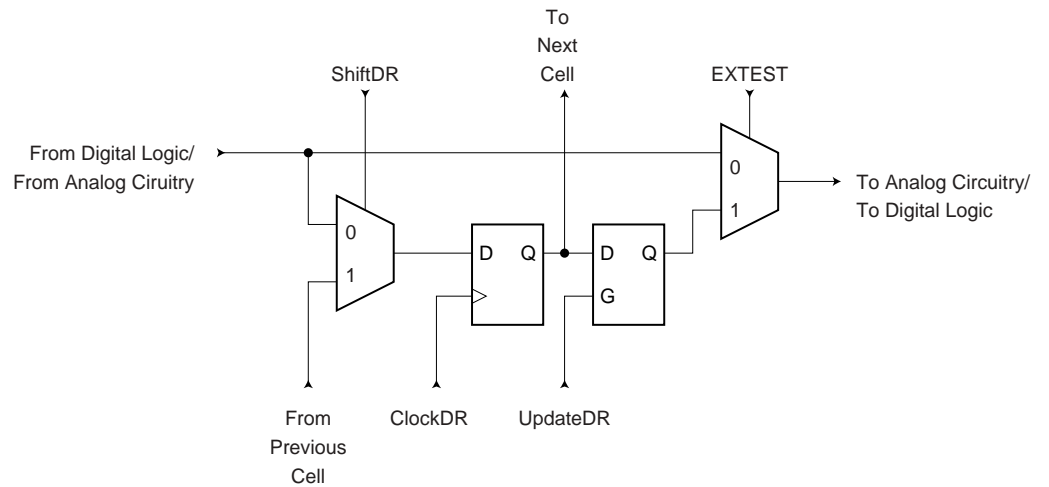 To
Next
Cell
ShiftDR
EXTEST
From Digital Logic/
From Analog Ciruitry
0
1
0
1
D Q
D Q
G
To Analog Circuitry/
To Digital Logic
From
Previous
Cell
ClockDR
UpdateDR